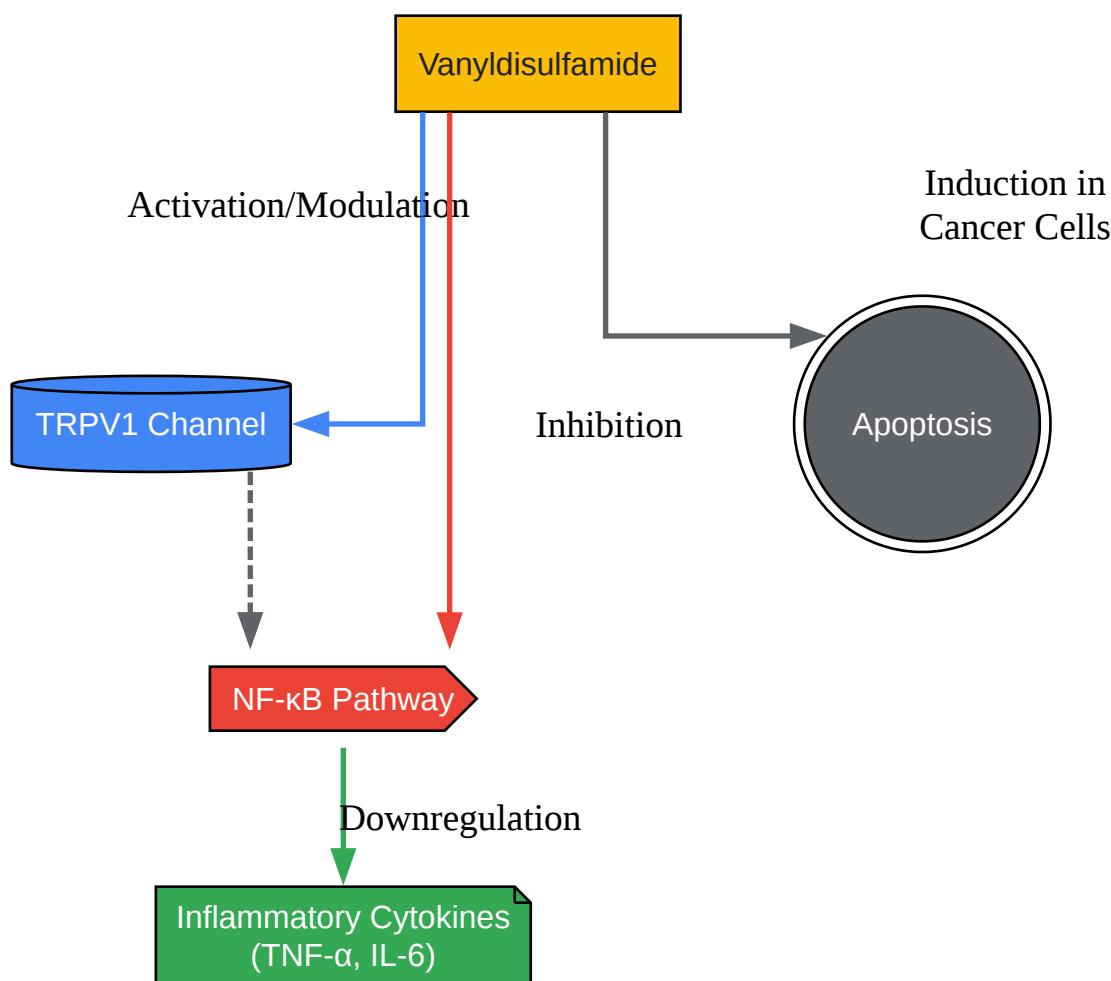 Vanyldisulfamide
Activation/Modulation
Induction in
Cancer Cells
TRPV1 Channel
Inhibition
Apoptosis
NF-κB Pathway
Downregulation
Inflammatory Cytokines
(TNF-α, IL-6)